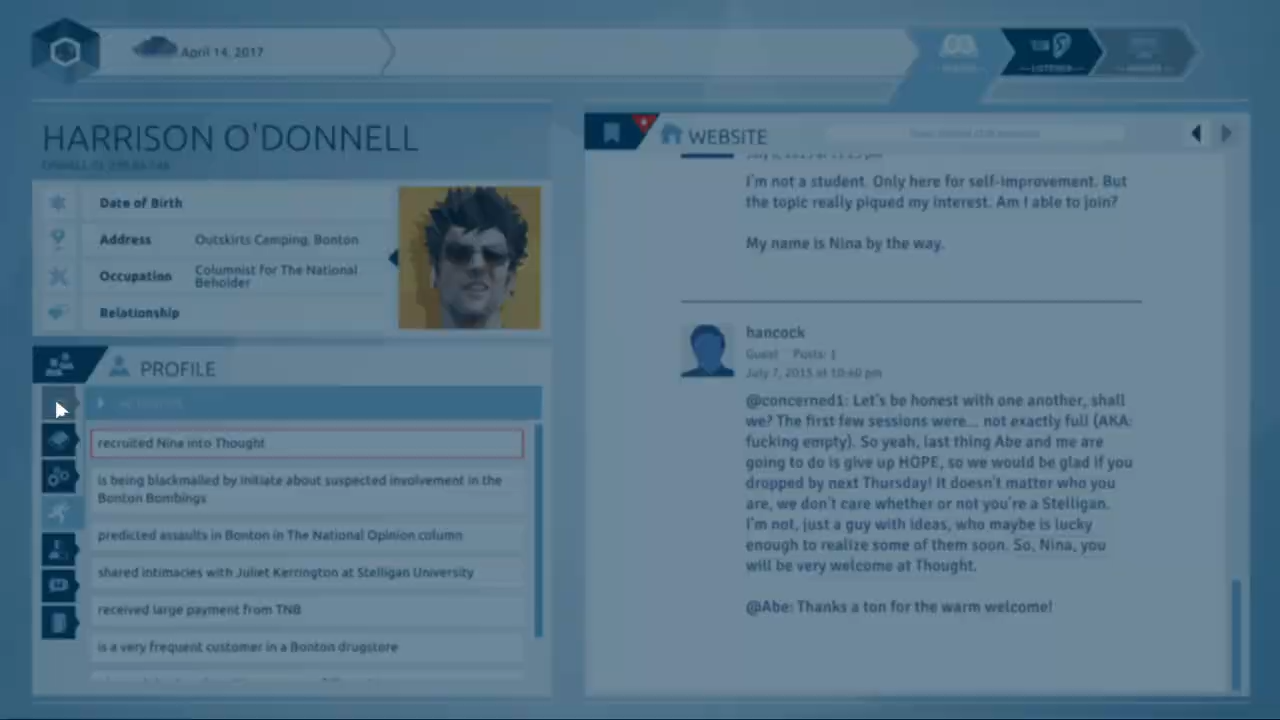 April 14, 2017
LISTENER
HARRISON O'DONNELL
WEBSITE
Date of Birth
Address Outskirts Camping, Bonton
Occupation Columnist for The National
Beholder
Relationship
PROFILE
recruited Nine into Thought
is being blackmailed by Initiate about suspected involvement in the
Bonton Bombings
predicted assaults in Bonton in The National Opinion column
shared intimacies with Juliet Kerrington at Stelligan University
received large payment from TNB
is a very frequent customer in a Bonton drugstore
I'm not a student. Only here for self-improvement. But
the topic really piqued my interest. Am I able to join?
My name is Nina by the way.
hancock
Guest Posts: 1
July 7, 2015 at 10:40 pm
@concerned1: Let's be honest with one another, shall
we? The first few sessions were... not exactly full (AKA:
fucking empty). So yeah, last thing Abe and me are
going to do is give up HOPE, so we would be glad if you
dropped by next Thursday! It doesn't matter who you
are, we don't care whether or not you're a Stelligan.
I'm not, just a guy with ideas, who maybe is lucky
enough to realize some of them soon. So, Nina, you
will be very welcome at Thought.
@Abe: Thanks a ton for the warm welcome!